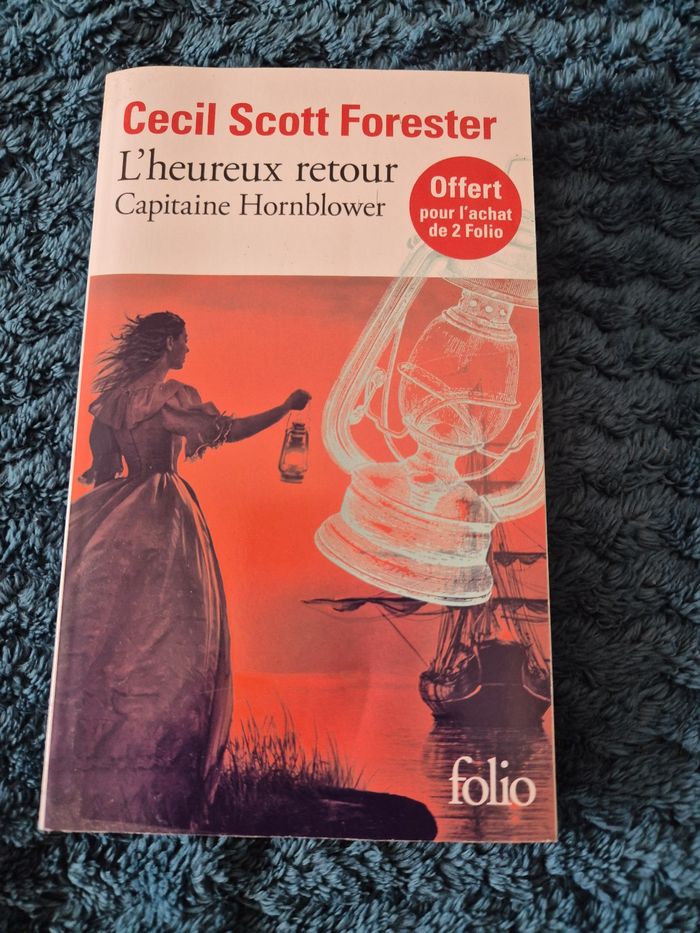 Cecil Scott Forester
L'heureux retour
Capitaine Hornblower
Offert
pour l'achat
de 2 Folio
folio